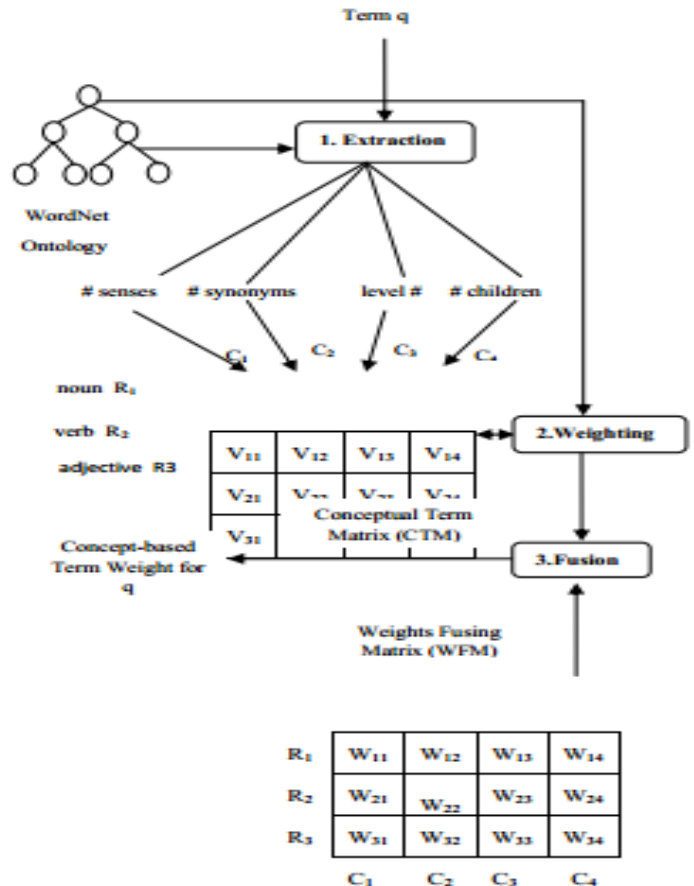 Term q
1. Extraction
WordNet
Ontology
# senses # synonyms level # # children
C₁ C₂ C₃ C₄
noun R₁
verb R₂
adjective R3
2.Weighting
V₁₁ V₁₂ V₁₃ V₁₄
V₂₁
V₃₁
Conceptual Term
Matrix (CTM)
Concept-based
Term Weight for
q
3.Fusion
Weights Fusing
Matrix (WFM)
R₁ W₁₁ W₁₂ W₁₃ W₁₄
R₂ W₂₁ W₂₂ W₂₃ W₂₄
R₃ W₃₁ W₃₂ W₃₃ W₃₄
C₁ C₂ C₃ C₄